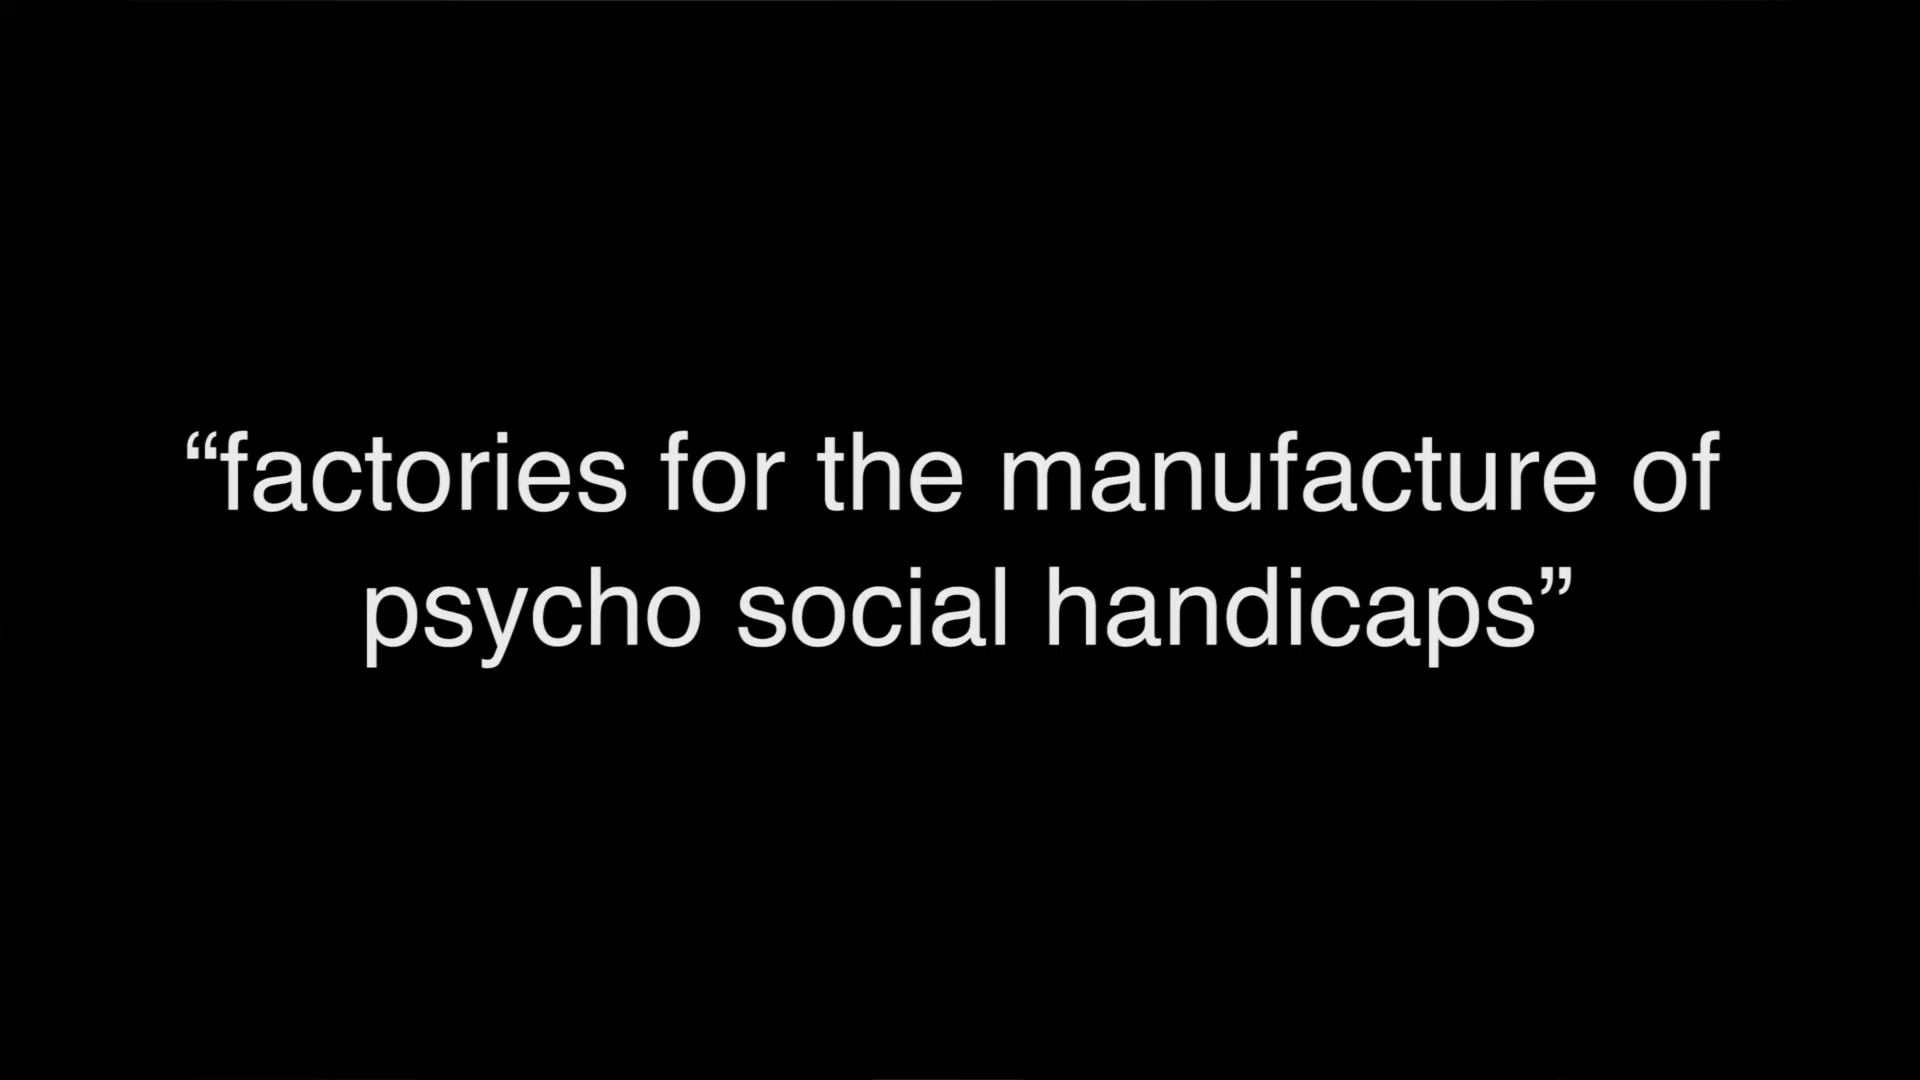 “factories for the manufacture of
psycho social handicaps”